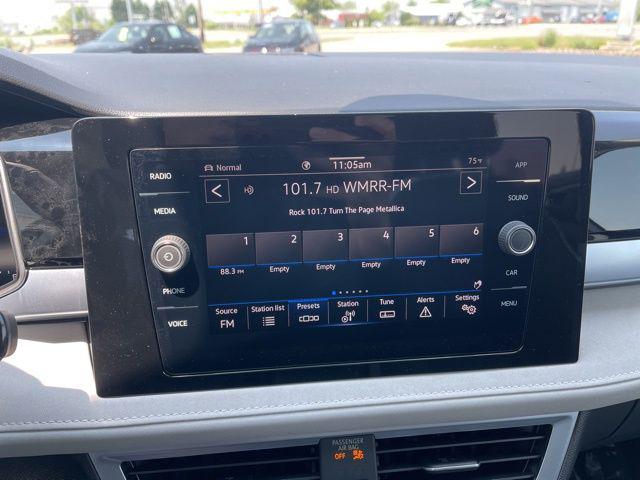 RADIO
MEDIA
PHONE
VOICE
Normal
11:05am
75°F
101.7 HD WMRR-FM
Rock 101.7 Turn The Page Metallica
1 2 3 4 5 6
88.3 FM Empty Empty Empty Empty Empty
Source Station list Presets Station Tune Alerts Settings
FM
APP
SOUND
CAR
MENU
PASSENGER
AIR BAG
OFF